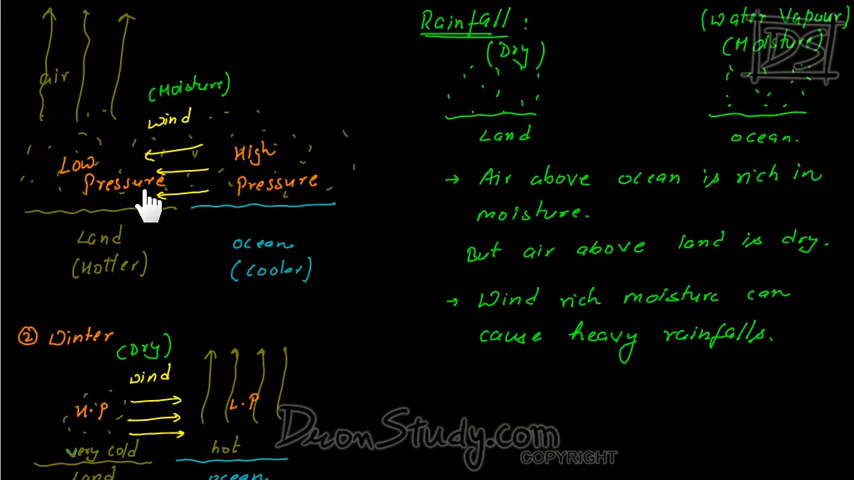 air
(Moisture)
wind
Low
Pressure
High
Pressure
Land
(Hotter)
ocean
(cooler)
② Winter
(Dry)
wind
H.P
L.P
very cold
hot
Land
ocean
Rainfall :
(Dry)
Land
(Water Vapour)
(Moisture)
DS
ocean.
→ Air above ocean is rich in
moisture.
But air above land is dry.
→ Wind rich moisture can
cause heavy rainfalls.
DronStudy.com
COPYRIGHT